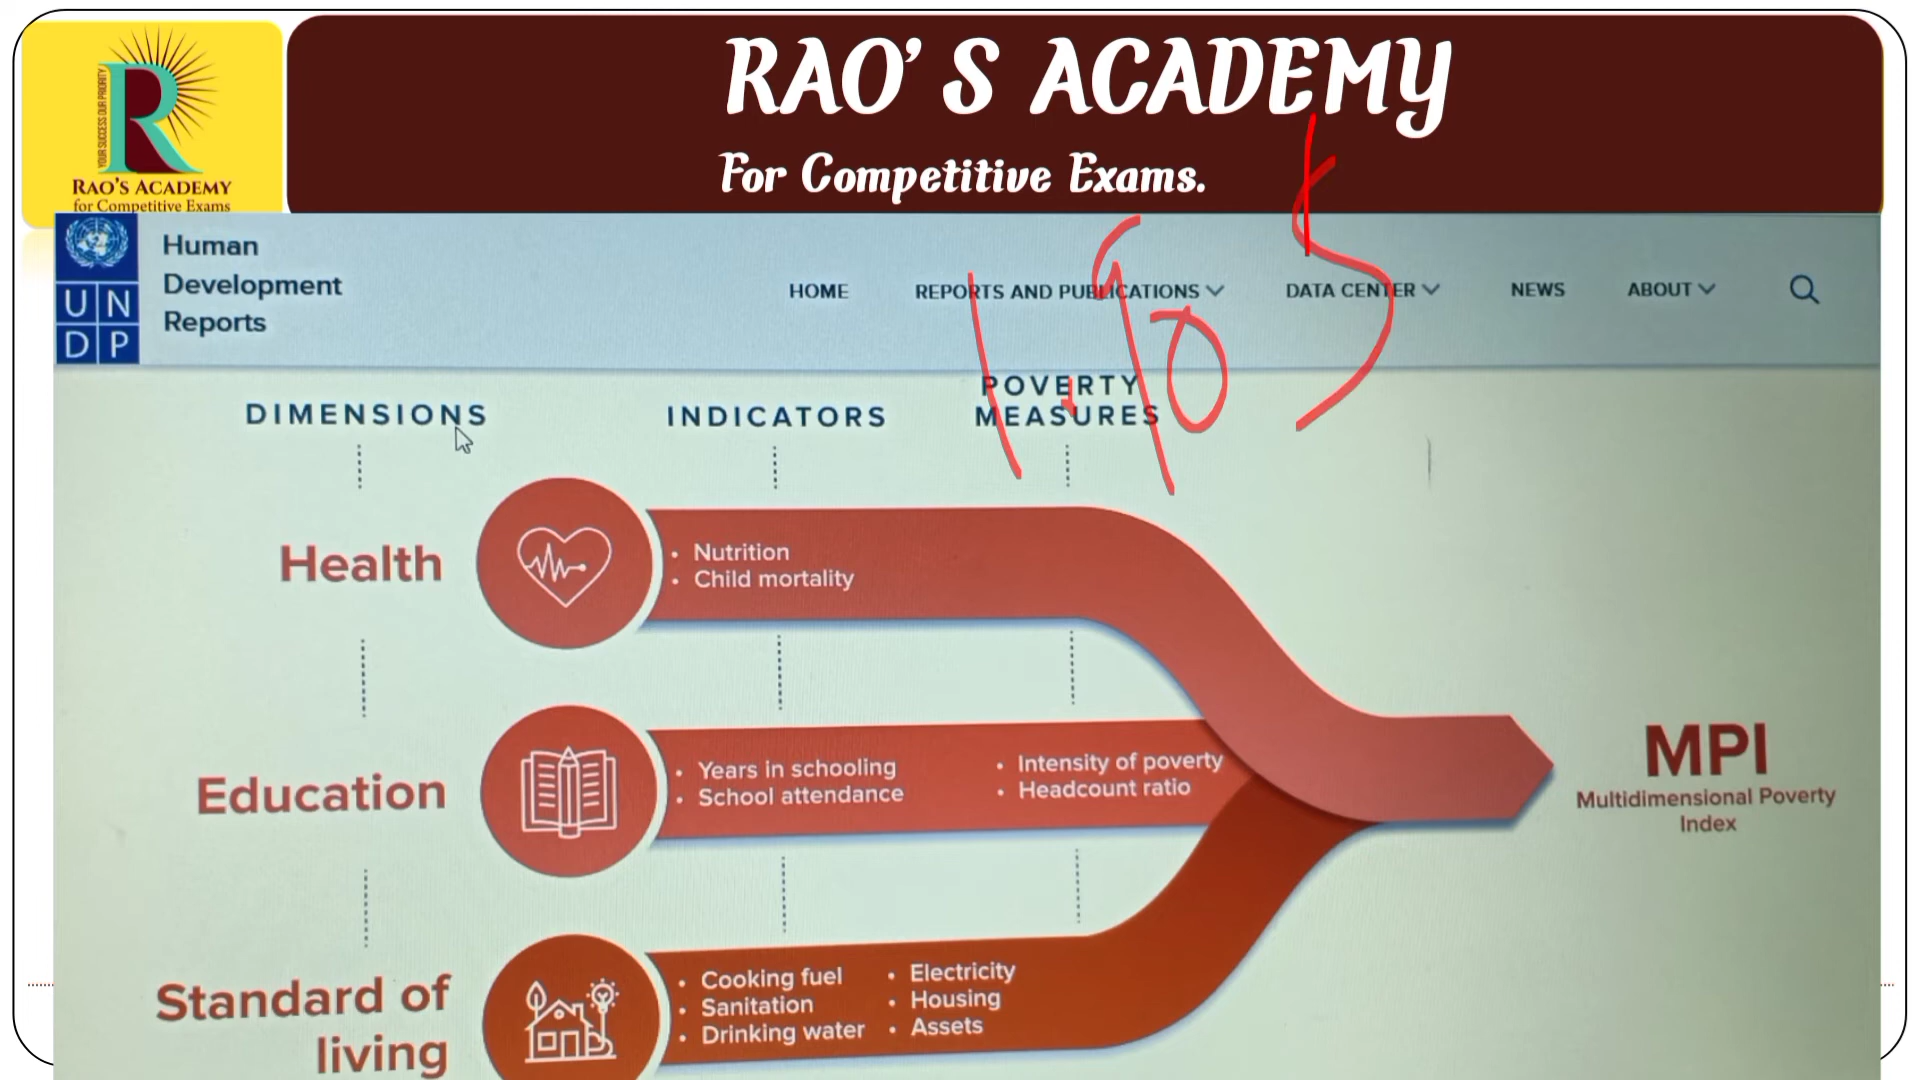 YOUR SUCCESS OUR PRIORITY
R
RAO'S ACADEMY
for Competitive Exams
RAO'S ACADEMY
For Competitive Exams.
UN
DP
Human
Development
Reports
HOME
REPORTS AND PUBLICATIONS
DATA CENTER
NEWS
ABOUT
DIMENSIONS
INDICATORS
POVERTY
MEASURES
Health
• Nutrition
• Child mortality
Education
• Years in schooling
• School attendance
• Intensity of poverty
• Headcount ratio
MPI
Multidimensional Poverty
Index
Standard of
living
• Cooking fuel
• Sanitation
• Drinking water
• Electricity
• Housing
• Assets